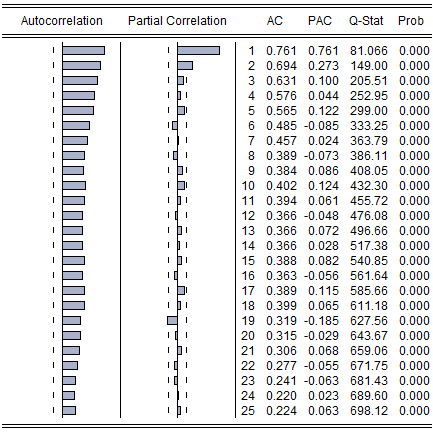 Autocorrelation Partial Correlation AC PAC Q-Stat Prob
1 0.761 0.761 81.066 0.000
2 0.694 0.273 149.00 0.000
3 0.631 0.100 205.51 0.000
4 0.576 0.044 252.95 0.000
5 0.565 0.122 299.00 0.000
6 0.485 -0.085 333.25 0.000
7 0.457 0.024 363.79 0.000
8 0.389 -0.073 386.11 0.000
9 0.384 0.086 408.05 0.000
10 0.402 0.124 432.30 0.000
11 0.394 0.061 455.72 0.000
12 0.366 -0.048 476.08 0.000
13 0.366 0.072 496.66 0.000
14 0.366 0.028 517.38 0.000
15 0.388 0.082 540.85 0.000
16 0.363 -0.056 561.64 0.000
17 0.389 0.115 585.66 0.000
18 0.399 0.065 611.18 0.000
19 0.319 -0.185 627.56 0.000
20 0.315 -0.029 643.67 0.000
21 0.306 0.068 659.06 0.000
22 0.277 -0.055 671.75 0.000
23 0.241 -0.063 681.43 0.000
24 0.220 0.023 689.60 0.000
25 0.224 0.063 698.12 0.000